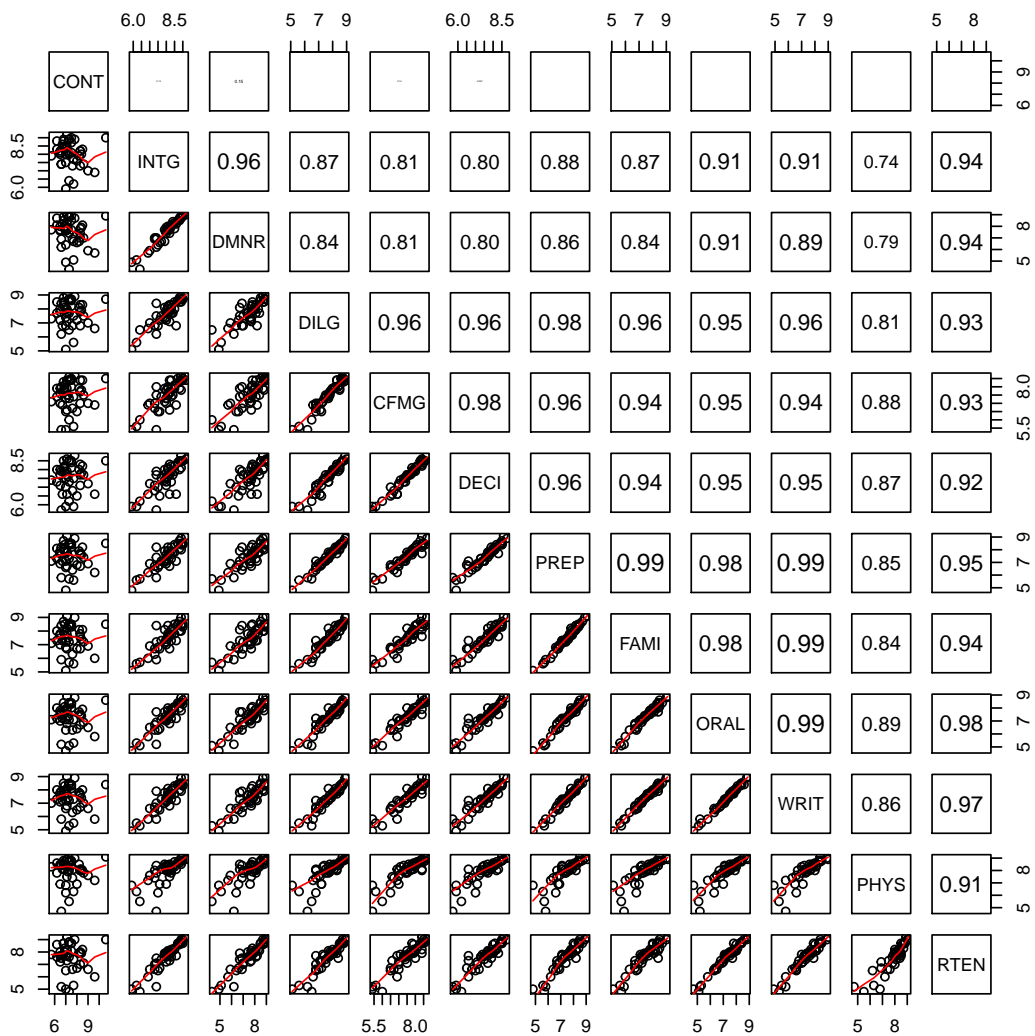 6.0 8.5 5 7 9 6.0 8.5 5 7 9 5 7 9 5 8
CONT 6 9
6.0 8.5 INTG 0.96 0.87 0.81 0.80 0.88 0.87 0.91 0.91 0.74 0.94
DMNR 0.84 0.81 0.80 0.86 0.84 0.91 0.89 0.79 0.94 5 8
5 7 9 DILG 0.96 0.96 0.98 0.96 0.95 0.96 0.81 0.93
CFMG 0.98 0.96 0.94 0.95 0.94 0.88 0.93 5.5 8.0
6.0 8.5 DECI 0.96 0.94 0.95 0.95 0.87 0.92
PREP 0.99 0.98 0.99 0.85 0.95 5 7 9
5 7 9 FAMI 0.98 0.99 0.84 0.94
ORAL 0.99 0.89 0.98 5 7 9
5 7 9 WRIT 0.86 0.97
PHYS 0.91 5 8
5 8 RTEN
6 9 5 8 5.5 8.0 5 7 9 5 7 9 5 8